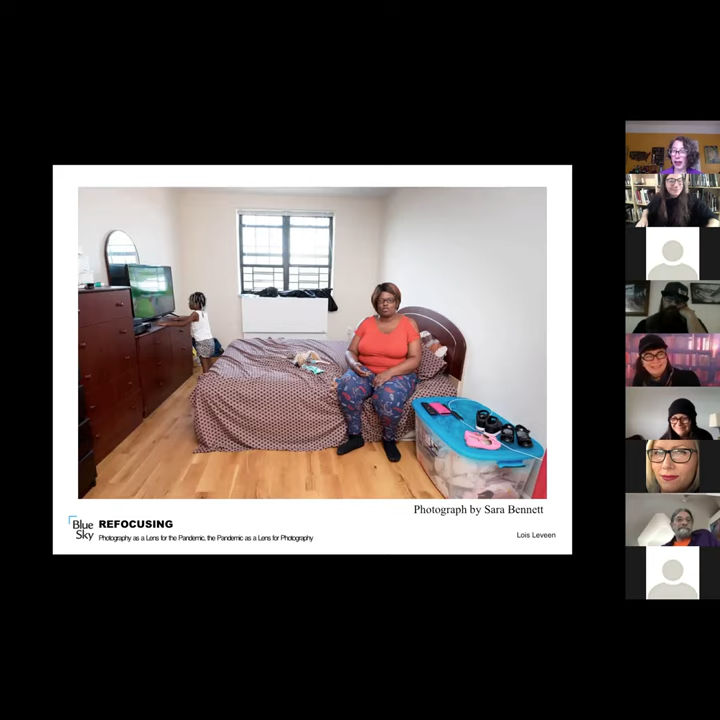 Photograph by Sara Bennett
Blue
Sky
REFOCUSING
Photography as a Lens for the Pandemic, the Pandemic as a Lens for Photography
Lois Leveen